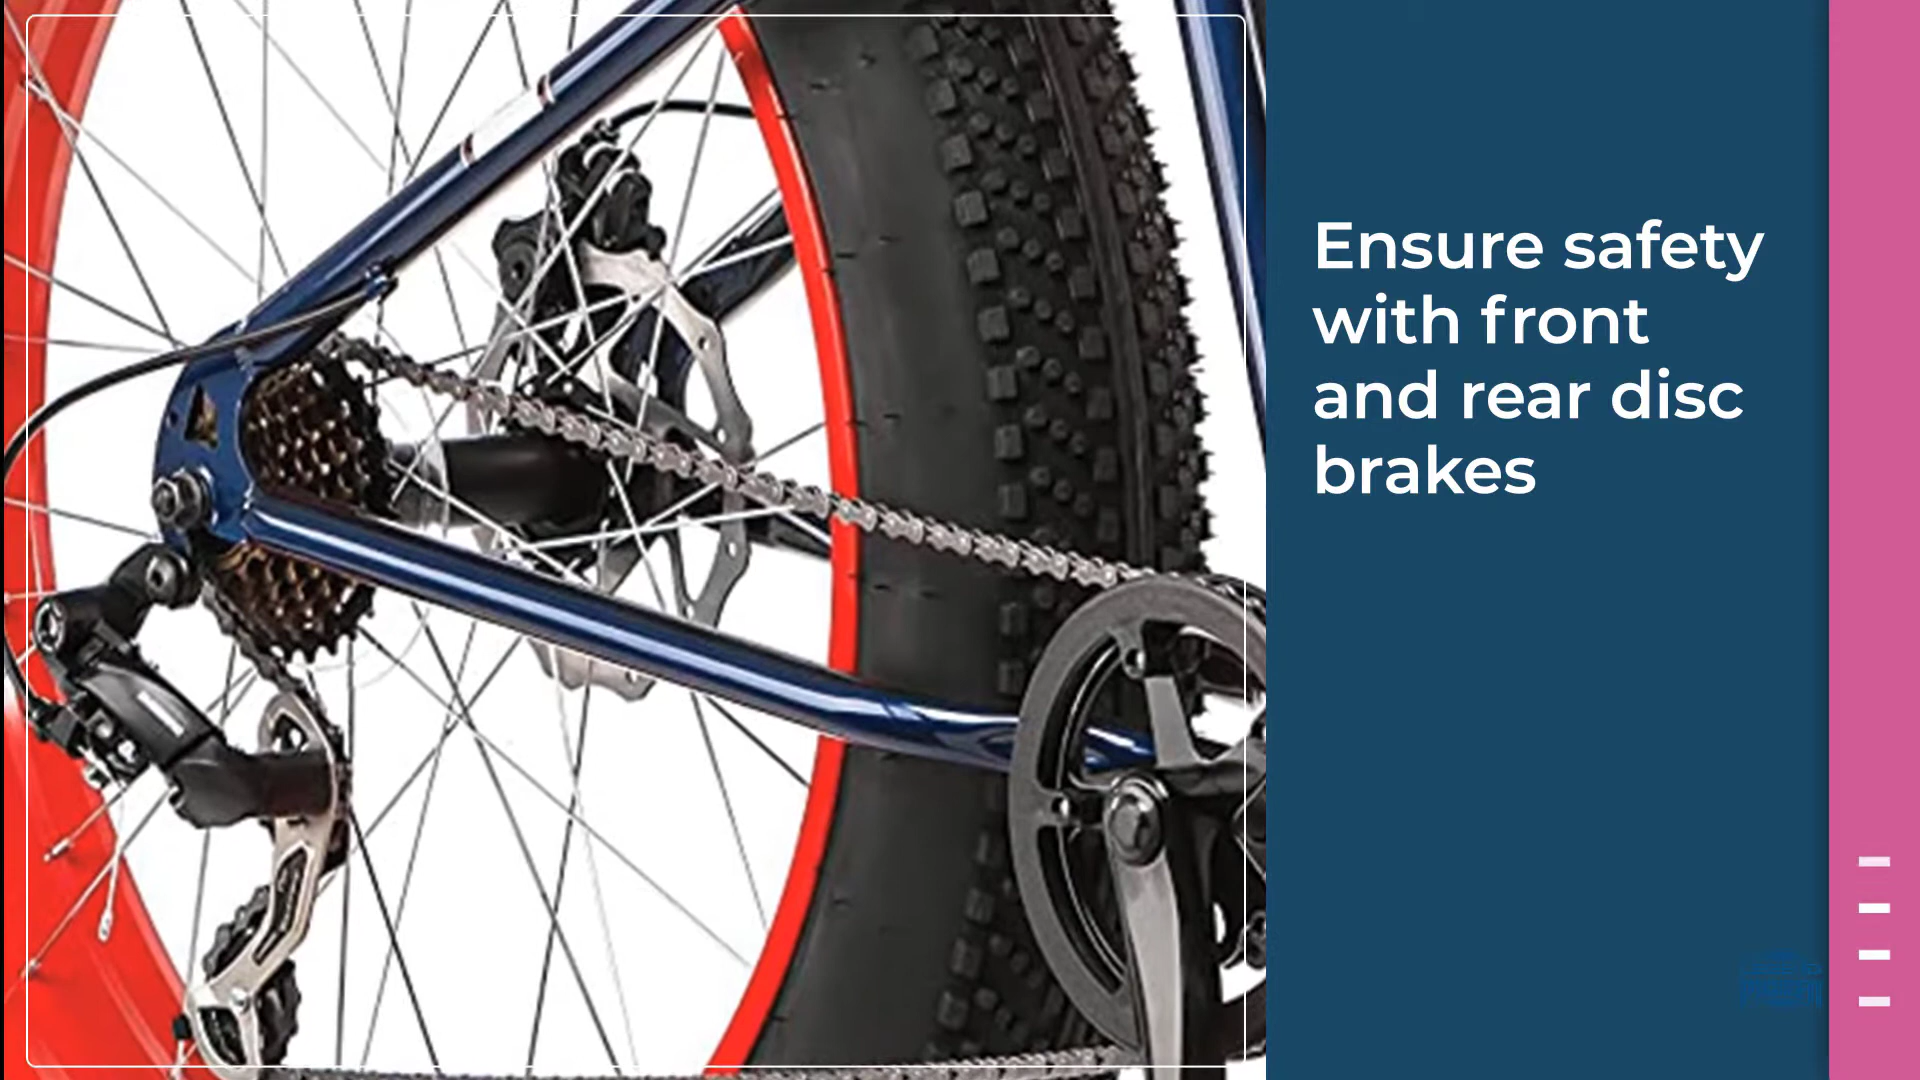 Ensure safety
with front
and rear disc
brakes